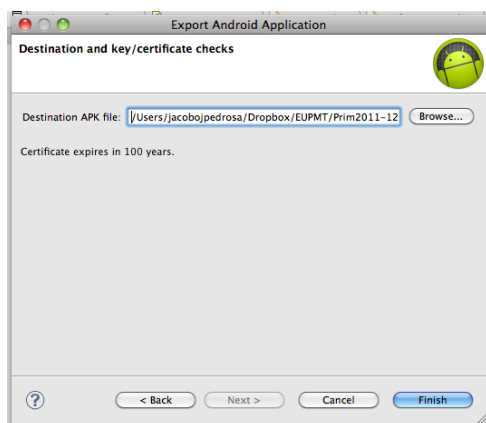 Export Android Application
Destination and key/certificate checks
Destination APK file: /Users/jacobojpedrosa/Dropbox/EUPMT/Prim2011-12 Browse...
Certificate expires in 100 years.
? < Back Next > Cancel Finish